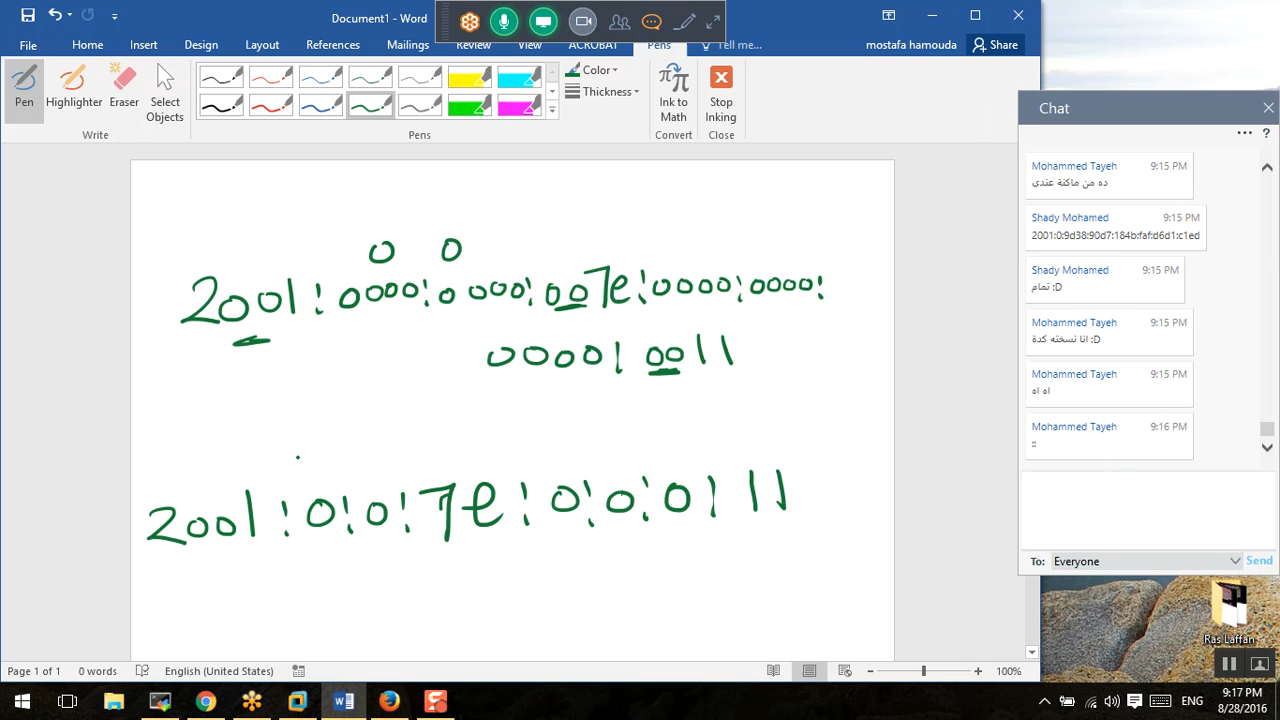 Document1 - Word
File
Home
Insert
Design
Layout
References
Mailings
Review
View
ACROBAT
Pens
Tell me...
mostafa hamouda
Share
Pen
Highlighter
Eraser
Select Objects
Write
Pens
Color
Thickness
Ink to Math
Convert
Stop Inking
Close
0 0
2001:0000:0000:007e:0000:0000:
0000:0011
2001:0:0:7e:0:0:0:11
Chat
Mohammed Tayeh 9:15 PM
ده من ماكنة عندى
Shady Mohamed 9:15 PM
2001:0:9d38:90d7:184b:faf:d6d1:c1ed
Shady Mohamed 9:15 PM
تمام :D
Mohammed Tayeh 9:15 PM
انا نسخته كدة :D
Mohammed Tayeh 9:15 PM
اه اه
Mohammed Tayeh 9:16 PM
To: Everyone
Send
Ras Laffan
Page 1 of 1
0 words
English (United States)
100%
ENG
9:17 PM
8/28/2016